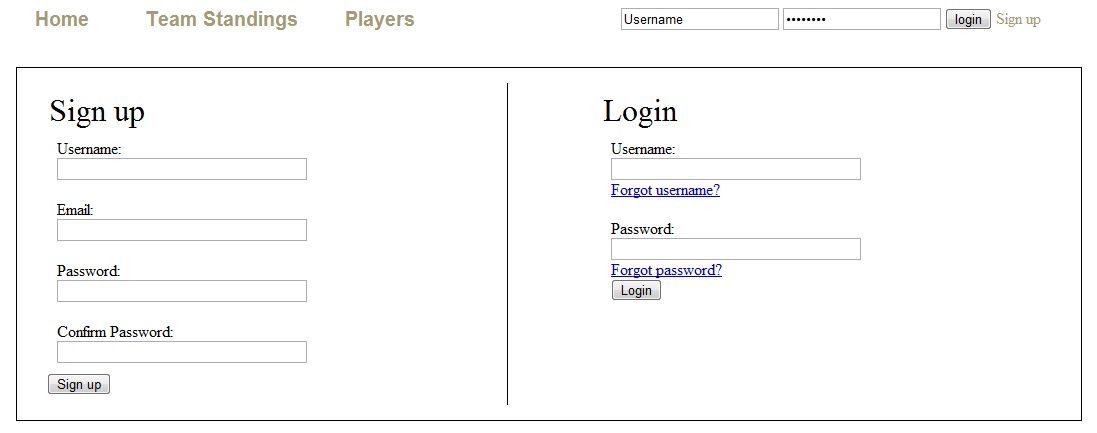 Home Team Standings Players Username •••••••• login Sign up
Sign up
Username:
Email:
Password:
Confirm Password:
Sign up
Login
Username:
Forgot username?
Password:
Forgot password?
Login